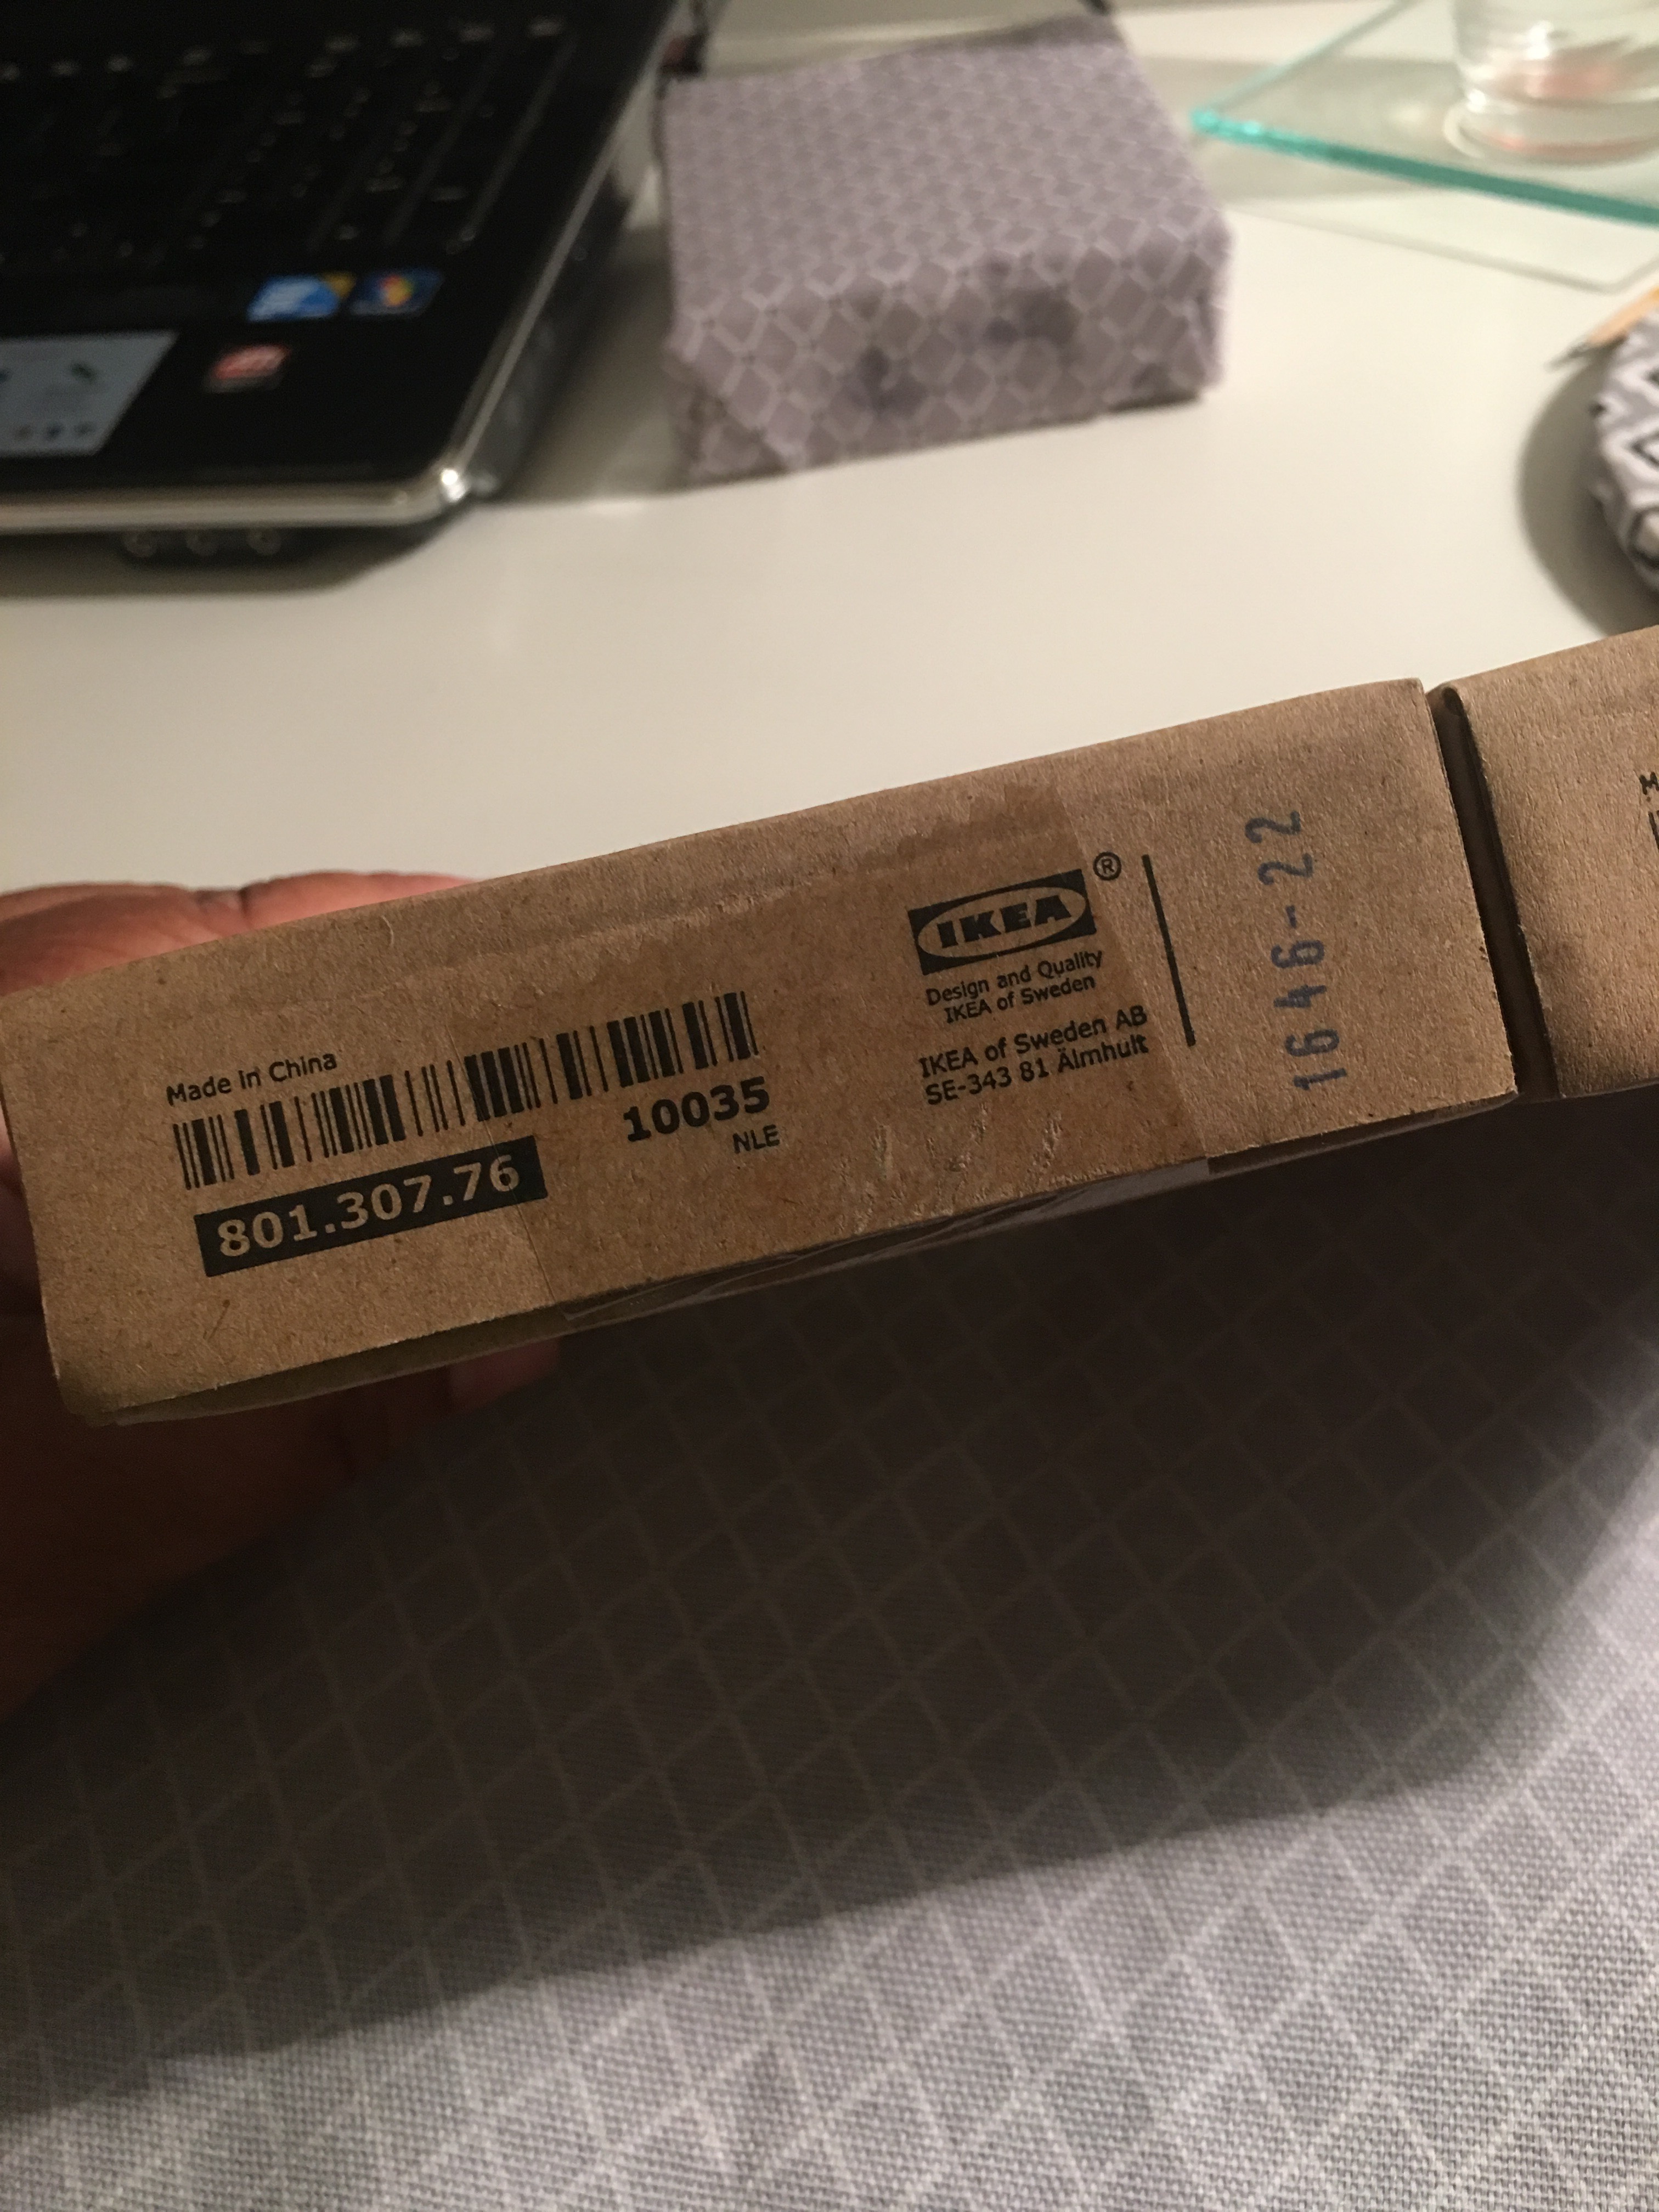 Made in China
10035
NLE
801.307.76
IKEA®
Design and Quality
IKEA of Sweden
IKEA of Sweden AB
SE-343 81 Älmhult
1646-22